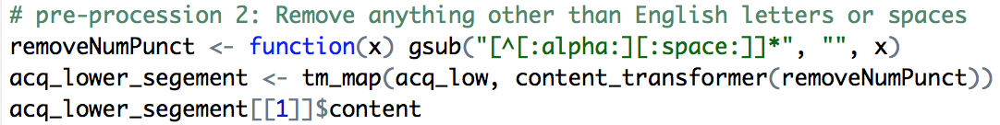 # pre-procession 2: Remove anything other than English letters or spaces
removeNumPunct <- function(x) gsub("[^[:alpha:][:space:]]*", "", x)
acq_lower_segement <- tm_map(acq_low, content_transformer(removeNumPunct))
acq_lower_segement[[1]]$content